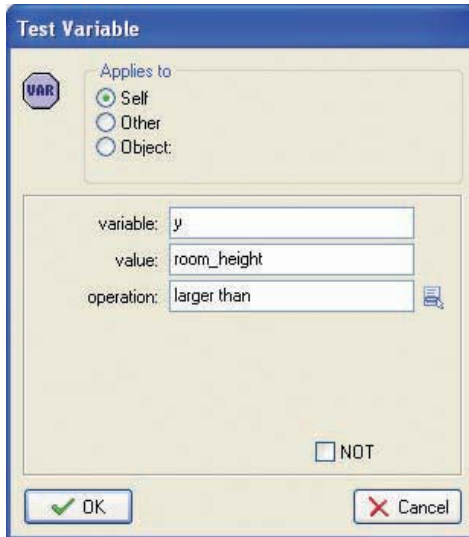 Test Variable
VAR
Applies to
Self
Other
Object:
variable: y
value: room_height
operation: larger than
NOT
OK Cancel